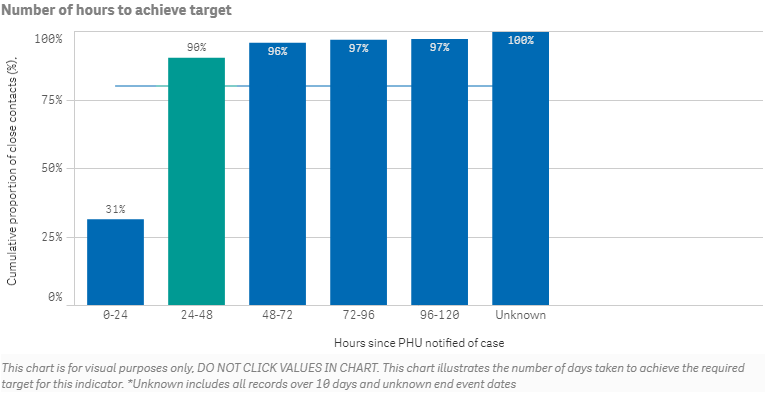 Number of hours to achieve target
Cumulative proportion of close contacts (%).
100%
75%
50%
25%
0%
31%
90%
96%
97%
97%
100%
0-24
24-48
48-72
72-96
96-120
Unknown
Hours since PHU notified of case
This chart is for visual purposes only, DO NOT CLICK VALUES IN CHART. This chart illustrates the number of days taken to achieve the required
target for this indicator. *Unknown includes all records over 10 days and unknown end event dates